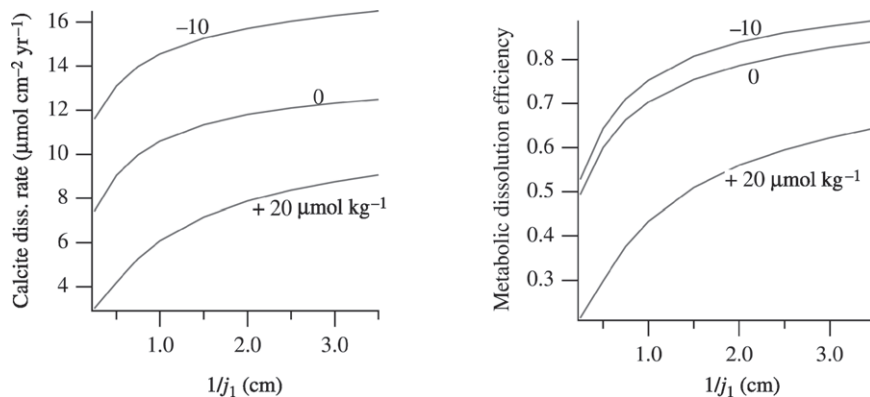 16
14
12
10
8
6
4
Calcite diss. rate (μmol cm⁻² yr⁻¹)
−10
0
+ 20 μmol kg⁻¹
1.0 2.0 3.0
1/j₁ (cm)
0.8
0.7
0.6
0.5
0.4
0.3
Metabolic dissolution efficiency
−10
0
+ 20 μmol kg⁻¹
1.0 2.0 3.0
1/j₁ (cm)